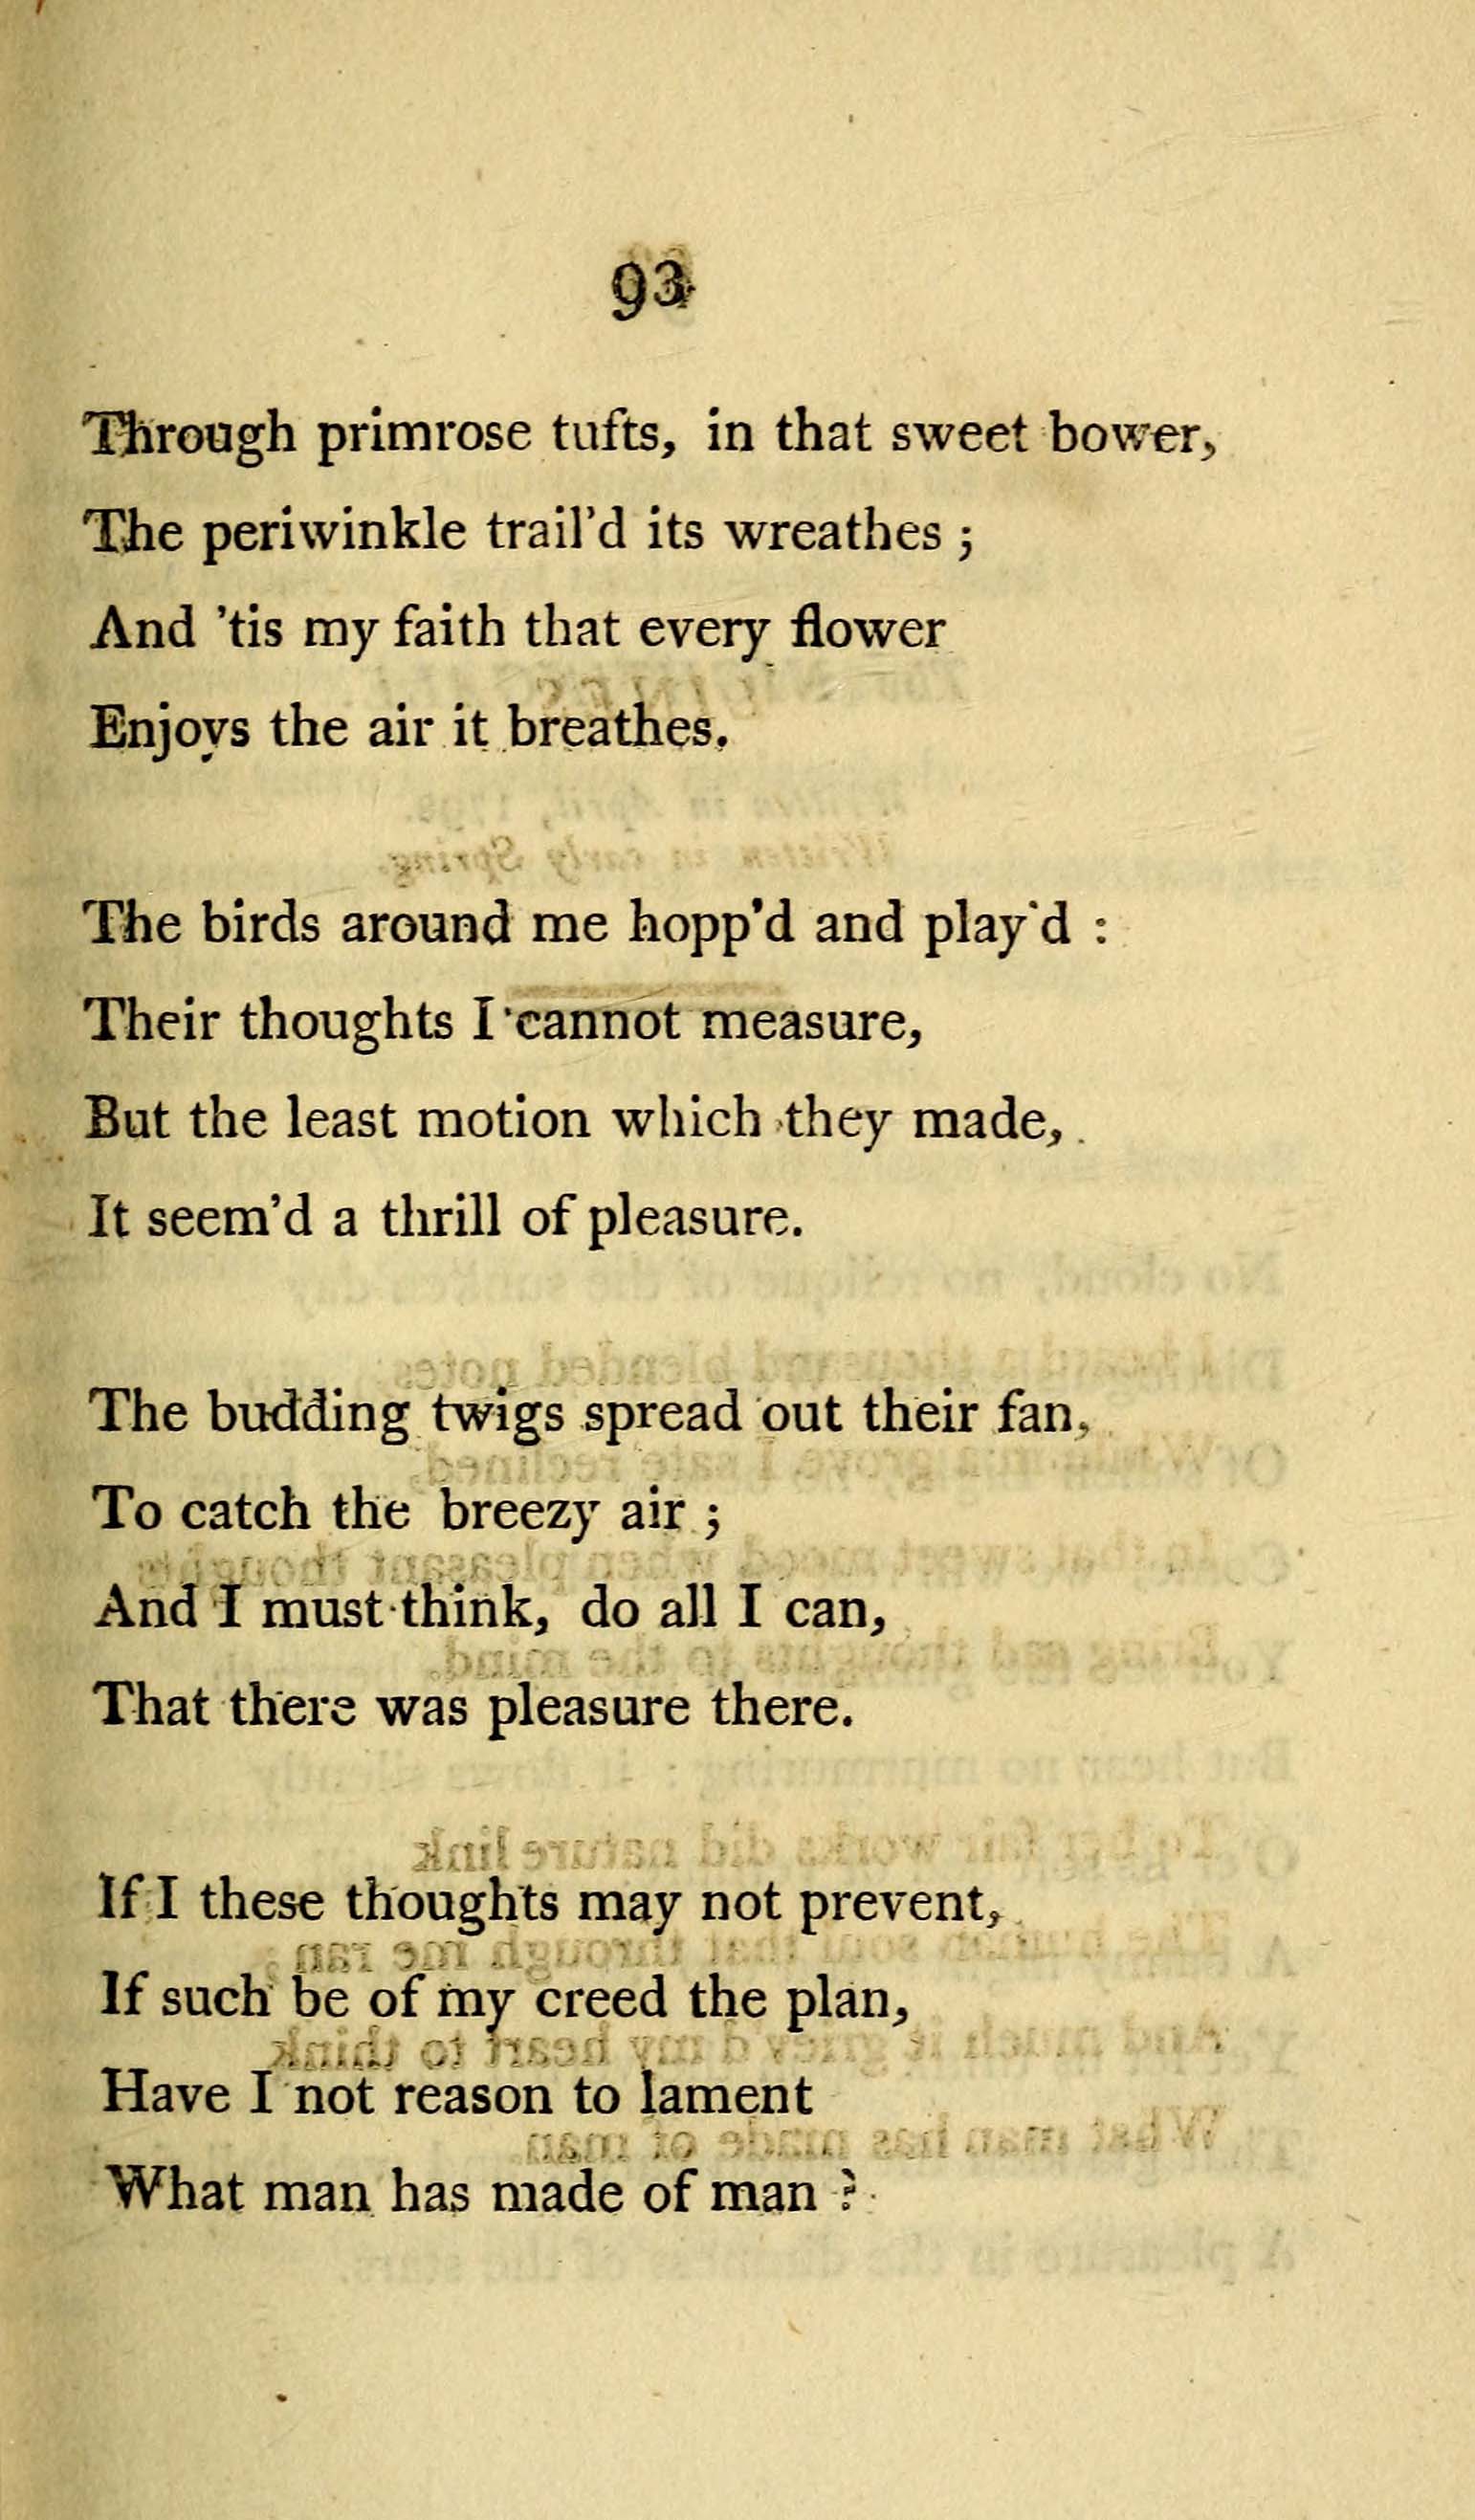 93
Through primrose tufts, in that sweet bower,
The periwinkle trail'd its wreathes ;
And 'tis my faith that every flower
Enjoys the air it breathes.
The birds around me hopp'd and play'd :
Their thoughts I cannot measure,
But the least motion which they made,
It seem'd a thrill of pleasure.
The budding twigs spread out their fan,
To catch the breezy air ;
And I must think, do all I can,
That there was pleasure there.
If I these thoughts may not prevent,
If such be of my creed the plan,
Have I not reason to lament
What man has made of man ?